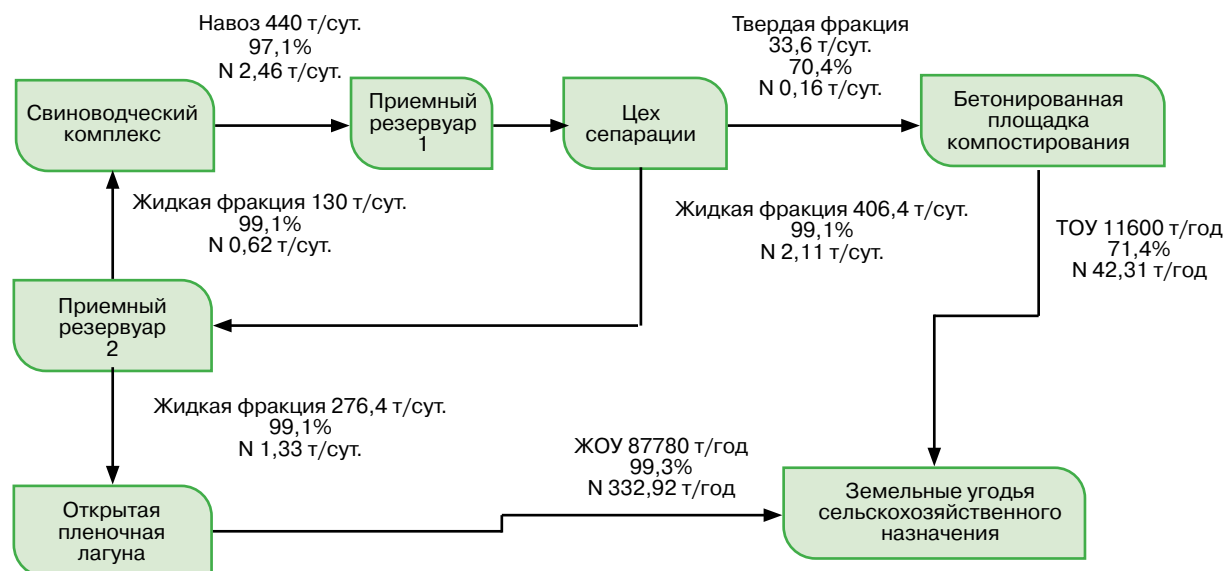 Навоз 440 т/сут.
97,1%
N 2,46 т/сут.
Твердая фракция
33,6 т/сут.
70,4%
N 0,16 т/сут.
Свиноводческий
комплекс
Приемный
резервуар
1
Цех
сепарации
Бетонированная
площадка
компостирования
Жидкая фракция 130 т/сут.
99,1%
N 0,62 т/сут.
Жидкая фракция 406,4 т/сут.
99,1%
N 2,11 т/сут.
ТОУ 11600 т/год
71,4%
N 42,31 т/год
Приемный
резервуар
2
Жидкая фракция 276,4 т/сут.
99,1%
N 1,33 т/сут.
ЖОУ 87780 т/год
99,3%
N 332,92 т/год
Открытая
пленочная
лагуна
Земельные угодья
сельскохозяйственного
назначения